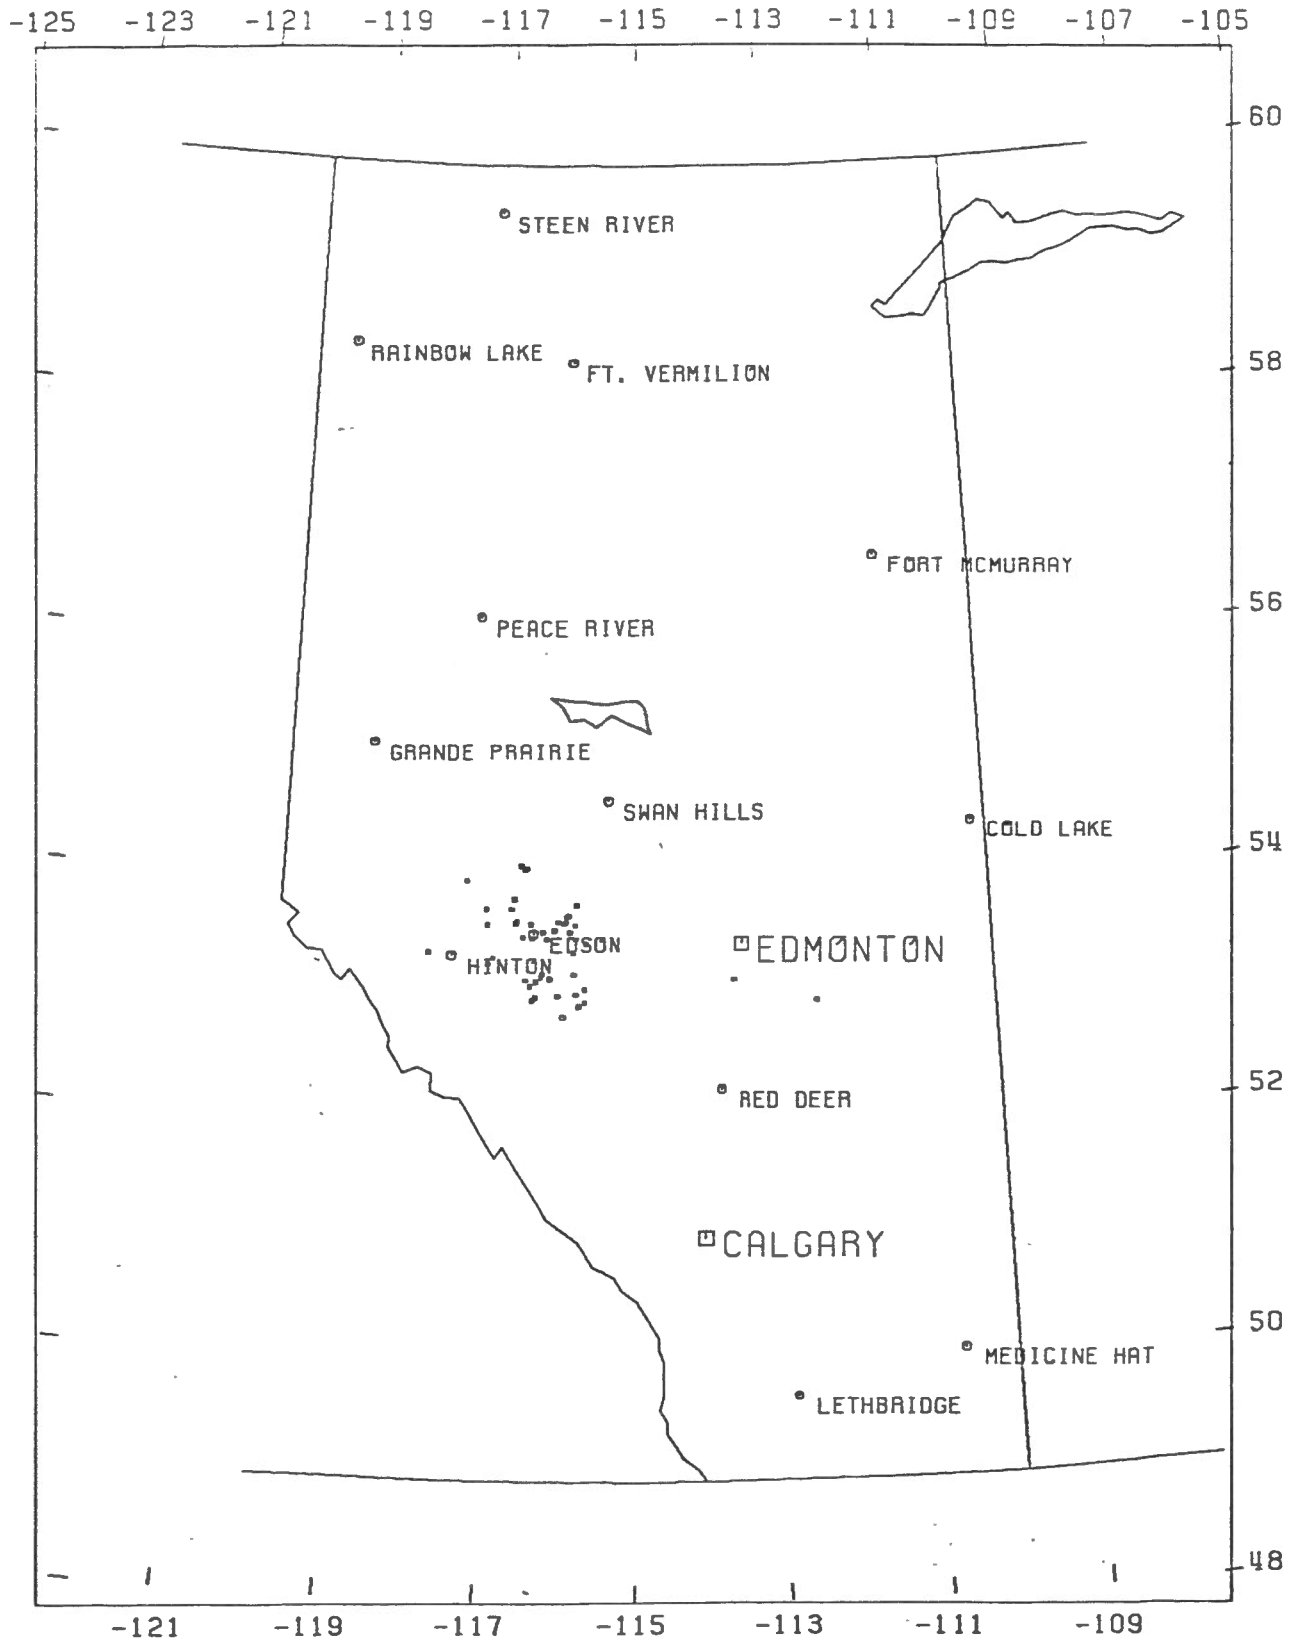 -125 -123 -121 -119 -117 -115 -113 -111 -109 -107 -105
60
STEEN RIVER
RAINBOW LAKE
FT. VERMILION
58
FORT MCMURRAY
56
PEACE RIVER
GRANDE PRAIRIE
SWAN HILLS
COLD LAKE
54
EDSON
EDMONTON
HINTON
52
RED DEER
CALGARY
50
MEDICINE HAT
LETHBRIDGE
48
-121 -119 -117 -115 -113 -111 -109